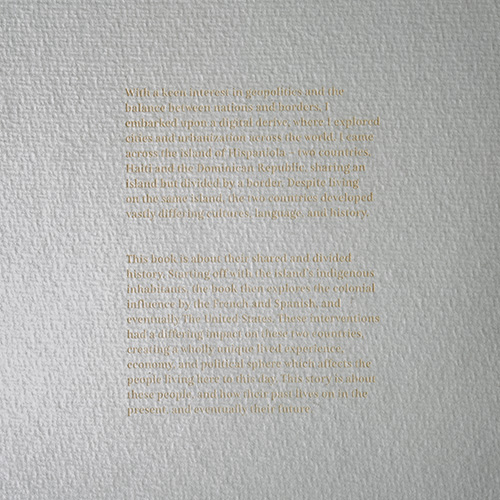 With a keen interest in geopolitics and the
balance between nations and borders, I
embarked upon a digital derive, where I explored
cities and urbanization across the world. I came
across the island of Hispaniola – two countries,
Haiti and the Dominican Republic, sharing an
island but divided by a border. Despite living
on the same island, the two countries developed
vastly differing cultures, language, and history.
This book is about their shared and divided
history. Starting off with the island's indigenous
inhabitants, the book then explores the colonial
influence by the French and Spanish, and
eventually The United States. These interventions
had a differing impact on these two countries,
creating a wholly unique lived experience,
economy, and political sphere which affects the
people living here to this day. This story is about
these people, and how their past lives on in the
present, and eventually their future.